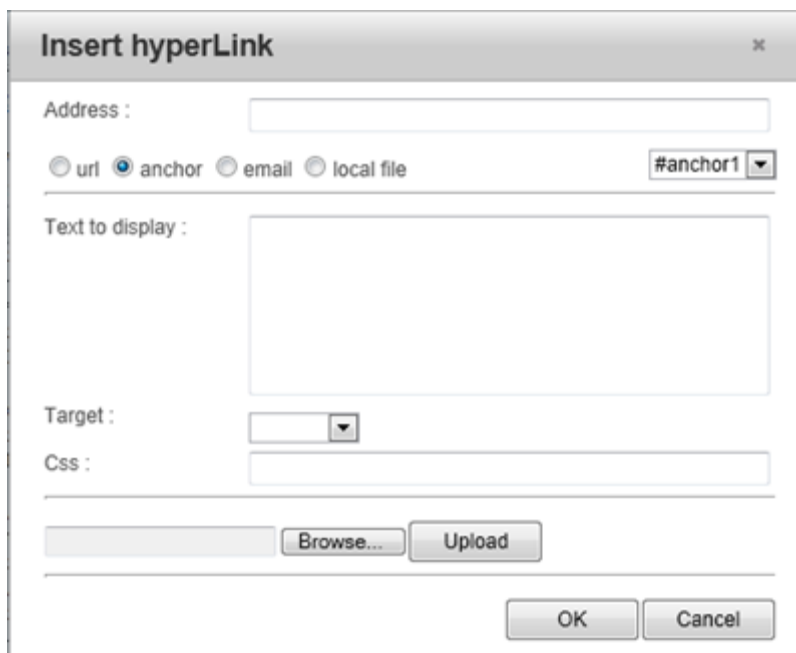 Insert hyperLink
Address :
url anchor email local file #anchor1
Text to display :
Target :
Css :
Browse... Upload
OK Cancel